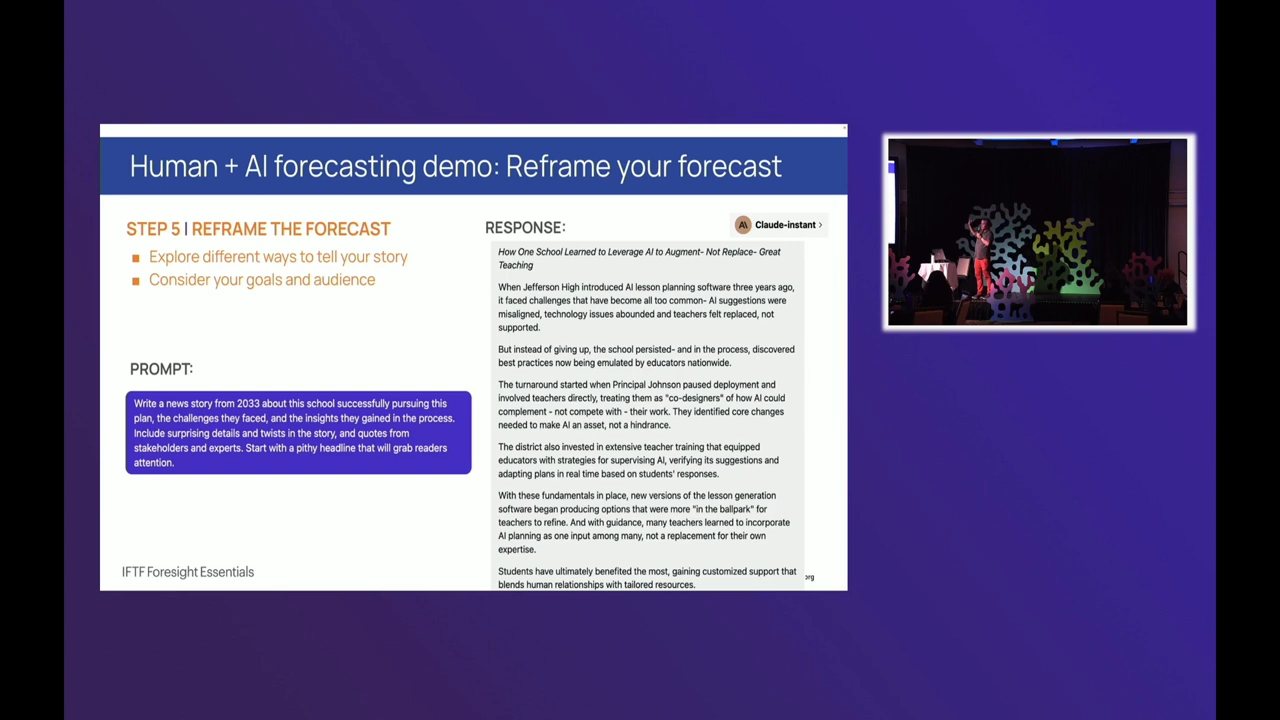 Human + AI forecasting demo: Reframe your forecast
STEP 5 | REFRAME THE FORECAST
▪ Explore different ways to tell your story
▪ Consider your goals and audience
PROMPT:
Write a news story from 2033 about this school successfully pursuing this
plan, the challenges they faced, and the insights they gained in the process.
Include surprising details and twists in the story, and quotes from
stakeholders and experts. Start with a pithy headline that will grab readers
attention.
IFTF Foresight Essentials
RESPONSE:
Claude-instant ›
How One School Learned to Leverage AI to Augment- Not Replace- Great
Teaching
When Jefferson High introduced AI lesson planning software three years ago,
it faced challenges that have become all too common- AI suggestions were
misaligned, technology issues abounded and teachers felt replaced, not
supported.
But instead of giving up, the school persisted- and in the process, discovered
best practices now being emulated by educators nationwide.
The turnaround started when Principal Johnson paused deployment and
involved teachers directly, treating them as "co-designers" of how AI could
complement - not compete with - their work. They identified core changes
needed to make AI an asset, not a hindrance.
The district also invested in extensive teacher training that equipped
educators with strategies for supervising AI, verifying its suggestions and
adapting plans in real time based on students' responses.
With these fundamentals in place, new versions of the lesson generation
software began producing options that were more "in the ballpark" for
teachers to refine. And with guidance, many teachers learned to incorporate
AI planning as one input among many, not a replacement for their own
expertise.
Students have ultimately benefited the most, gaining customized support that
blends human relationships with tailored resources.
org